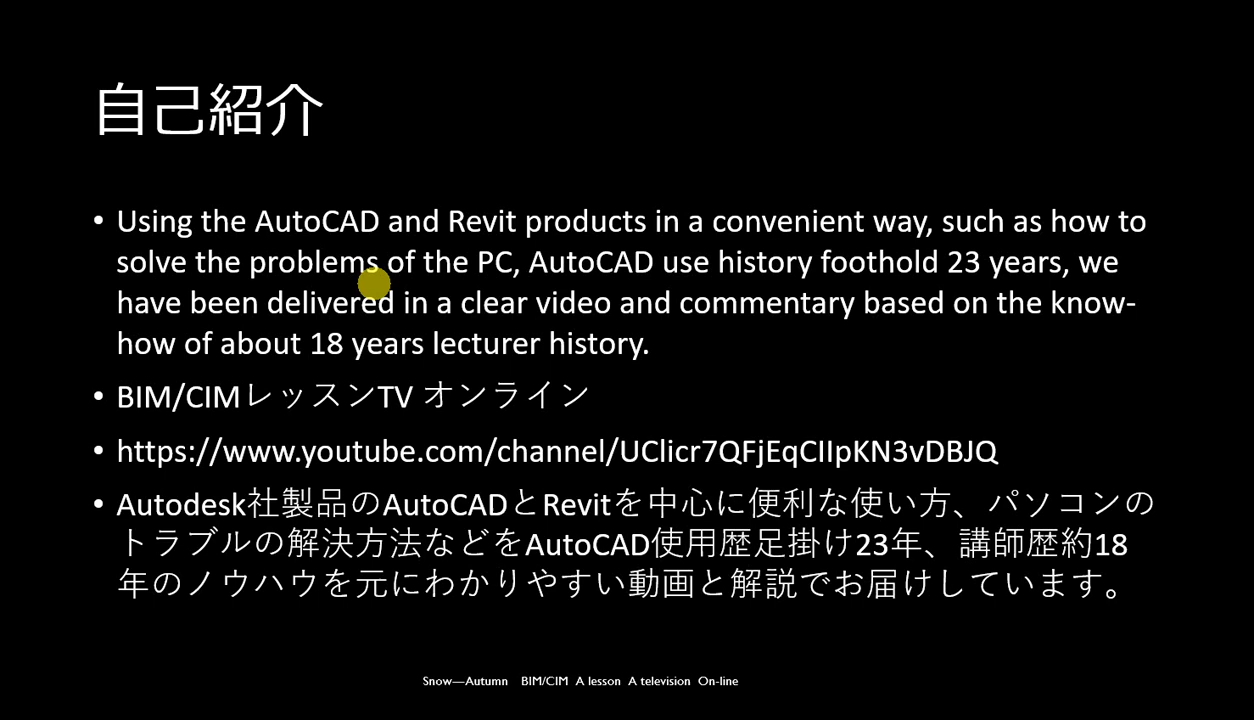 自己紹介
• Using the AutoCAD and Revit products in a convenient way, such as how to
solve the problems of the PC, AutoCAD use history foothold 23 years, we
have been delivered in a clear video and commentary based on the know-
how of about 18 years lecturer history.
• BIM/CIMレッスンTV オンライン
• https://www.youtube.com/channel/UClicr7QFjEqCIIpKN3vDBJQ
• Autodesk社製品のAutoCADとRevitを中心に便利な使い方、パソコンの
トラブルの解決方法などをAutoCAD使用歴足掛け23年、講師歴約18
年のノウハウを元にわかりやすい動画と解説でお届けしています。
Snow—Autumn BIM/CIM A lesson A television On-line